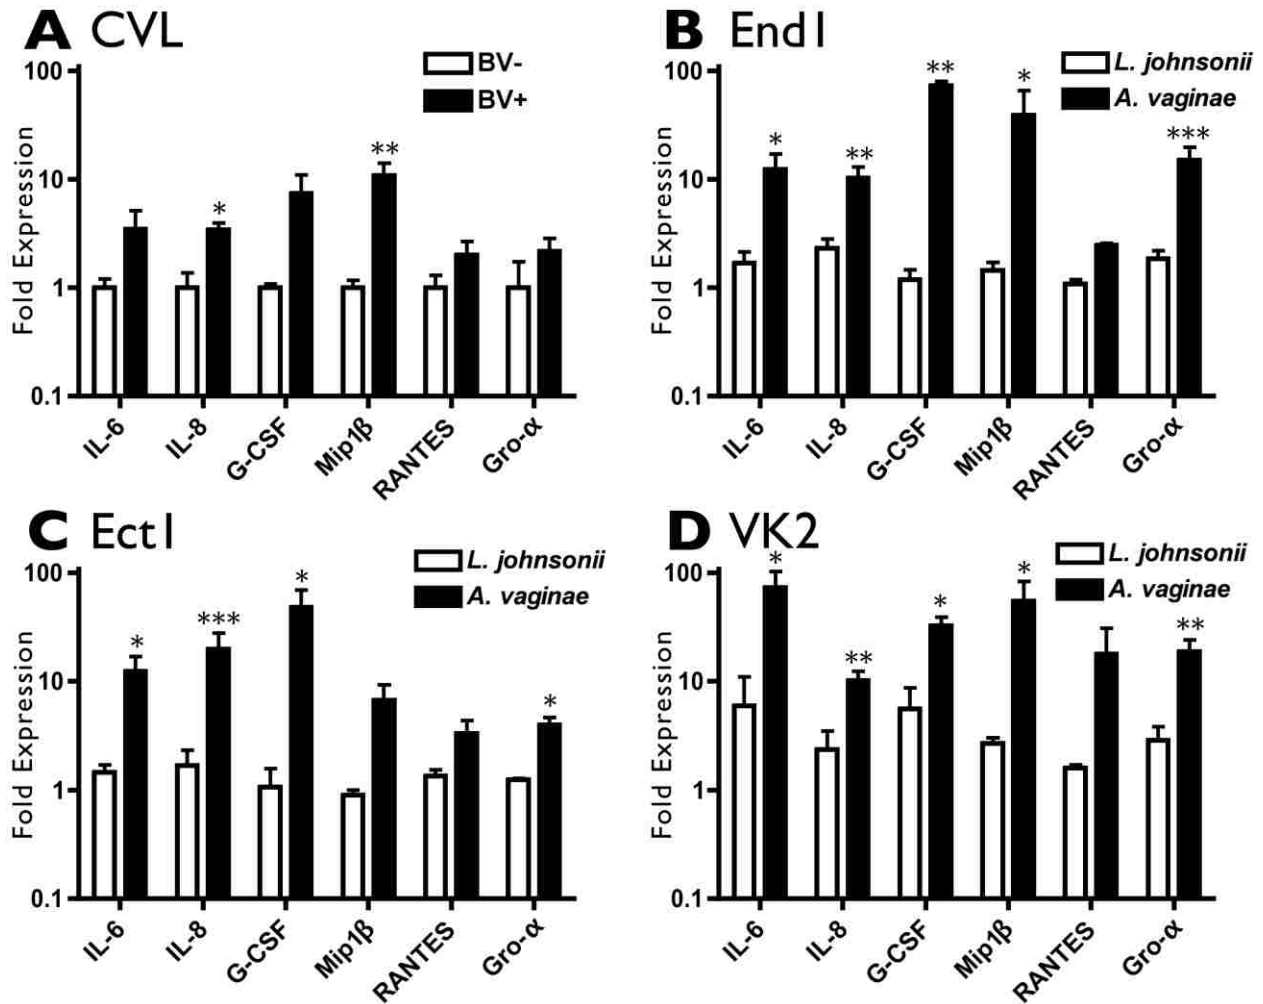 A CVL
BV-
BV+
Fold Expression
100
10
1
0.1
*
**
IL-6
IL-8
G-CSF
Mip1β
RANTES
Gro-α
B End1
L. johnsonii
A. vaginae
Fold Expression
100
10
1
0.1
*
**
**
*
***
IL-6
IL-8
G-CSF
Mip1β
RANTES
Gro-α
C Ect1
L. johnsonii
A. vaginae
Fold Expression
100
10
1
0.1
*
***
*
*
IL-6
IL-8
G-CSF
Mip1β
RANTES
Gro-α
D VK2
L. johnsonii
A. vaginae
Fold Expression
100
10
1
0.1
*
**
*
*
**
IL-6
IL-8
G-CSF
Mip1β
RANTES
Gro-α